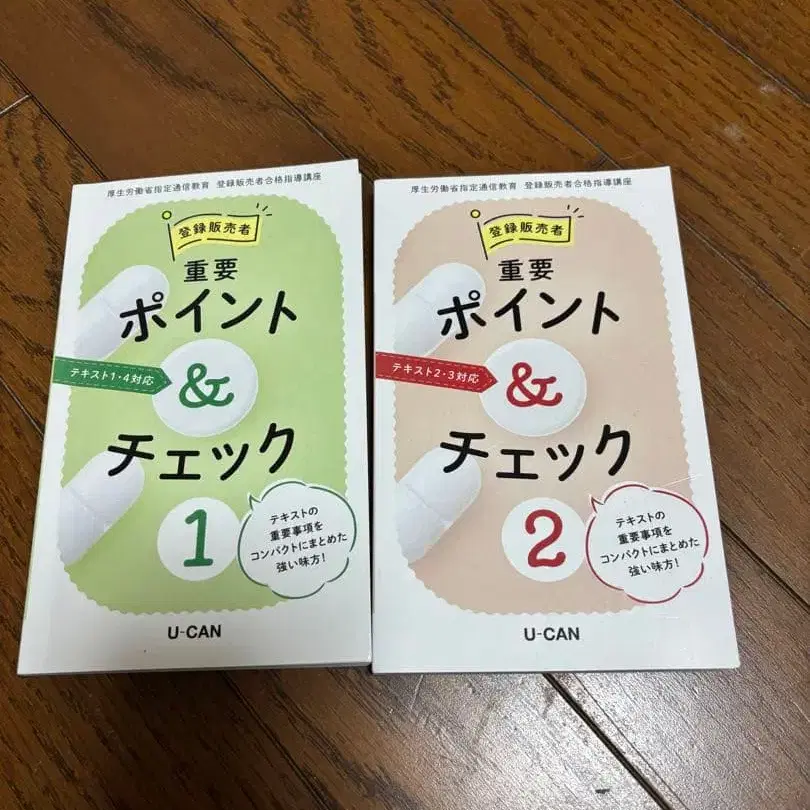 厚生労働省指定通信教育 登録販売者合格指導講座
登録販売者
重要
ポイント
テキスト1・4対応
&
チェック
1
テキストの
重要事項を
コンパクトにまとめた
強い味方!
U-CAN
厚生労働省指定通信教育 登録販売者合格指導講座
登録販売者
重要
ポイント
テキスト2・3対応
&
チェック
2
テキストの
重要事項を
コンパクトにまとめた
強い味方!
U-CAN